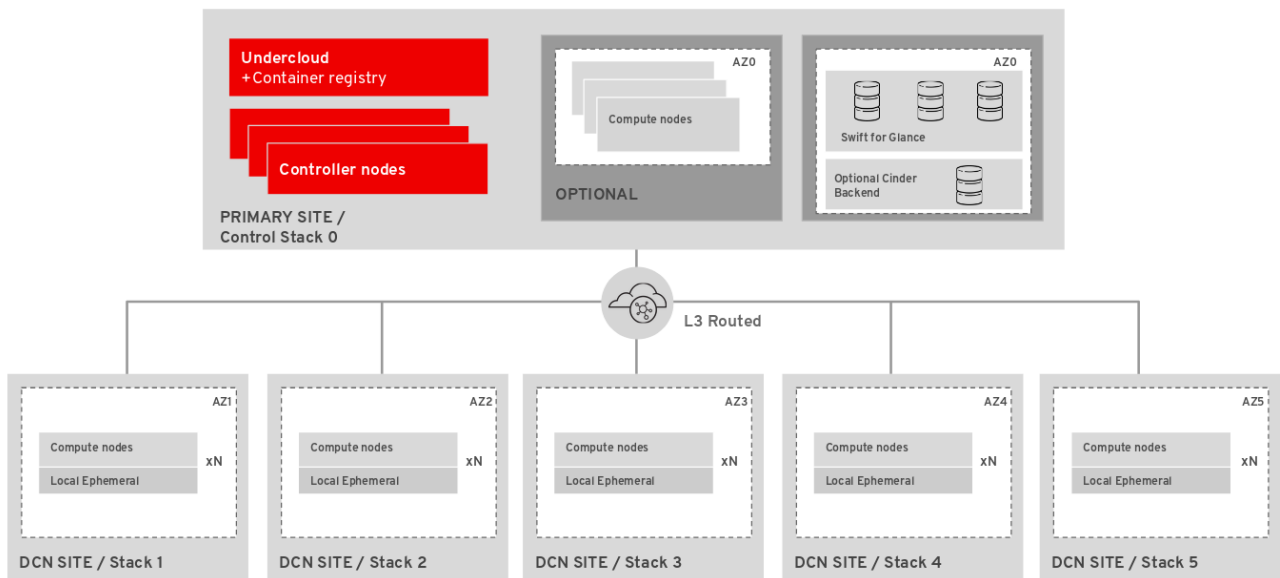 Undercloud
+Container registry
Controller nodes
PRIMARY SITE /
Control Stack 0
AZ0
Compute nodes
OPTIONAL
AZ0
Swift for Glance
Optional Cinder
Backend
L3 Routed
AZ1
Compute nodes
Local Ephemeral
xN
DCN SITE / Stack 1
AZ2
Compute nodes
Local Ephemeral
xN
DCN SITE / Stack 2
AZ3
Compute nodes
Local Ephemeral
xN
DCN SITE / Stack 3
AZ4
Compute nodes
Local Ephemeral
xN
DCN SITE / Stack 4
AZ5
Compute nodes
Local Ephemeral
xN
DCN SITE / Stack 5